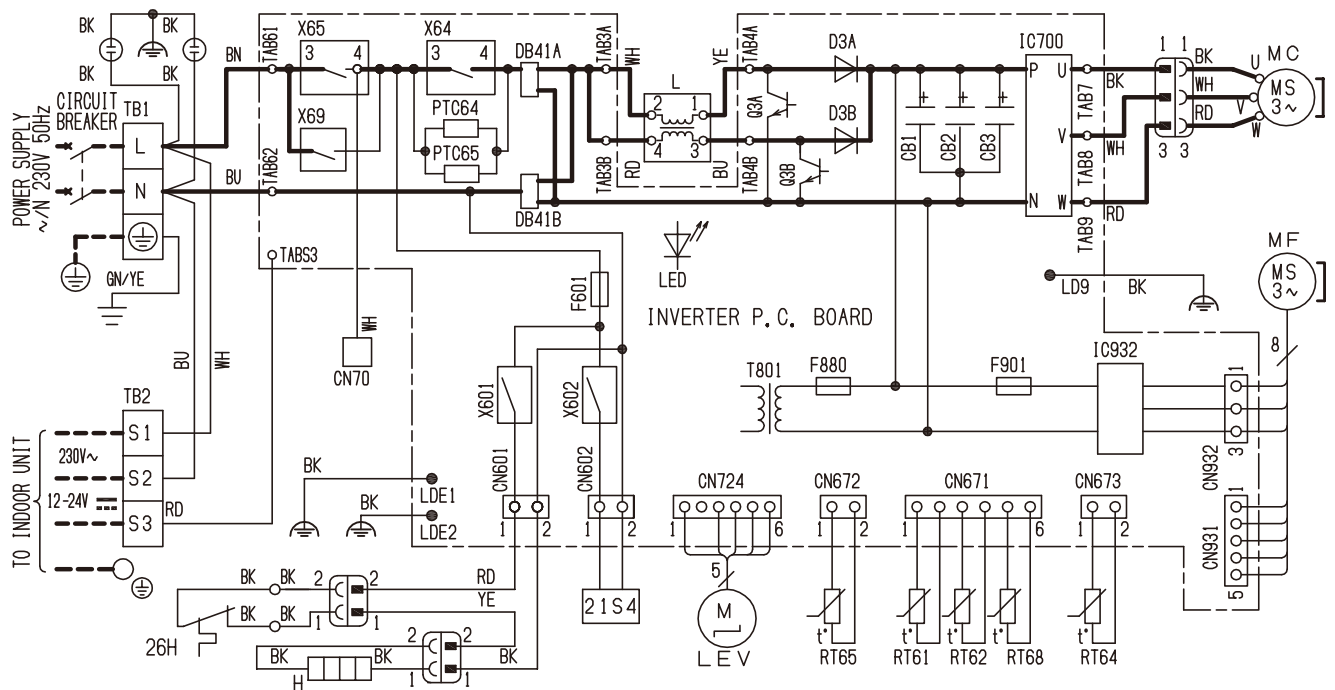 BK BK
BK BK
X65 X64
3 4 3 4
BN TAB61 DB41A TAB3A WH
YE TAB4A D3A IC700
1 1 MC
CIRCUIT BREAKER
TB1
POWER SUPPLY
~/N 230V 50Hz
L
X69
PTC64
PTC65
L
2 1
4 3
Q3A
D3B
+ + +
CB1 CB2 CB3
P U
TAB7
BK
BK
WH
RD
U
V
W
MS
3~
N
BU TAB62
DB41B
TAB3B RD
BU TAB4B
Q3B
V
WH TAB8
3 3
N W
TAB9 RD
GN/YE
TABS3
LED
LD9 BK
MF
MS
3~
INVERTER P. C. BOARD
F601
WH
CN70
BU WH
X601 X602
T801 F880 F901 IC932
8
1
3
CN932
TB2
TO INDOOR UNIT
S1
230V~
S2
12-24V
RD
S3
BK
LDE1
BK
LDE2
CN601
1 2
CN602
1 2
CN724
1 6
CN672
1 2
CN671
1 6
CN673
1 2
CN931
1
5
BK BK 2 2 RD
YE
BK BK 1 1
26H
2 2
BK BK
1 1
H
21S4
5
M
LEV
t°
RT65
t° t° t°
RT61 RT62 RT68
t°
RT64